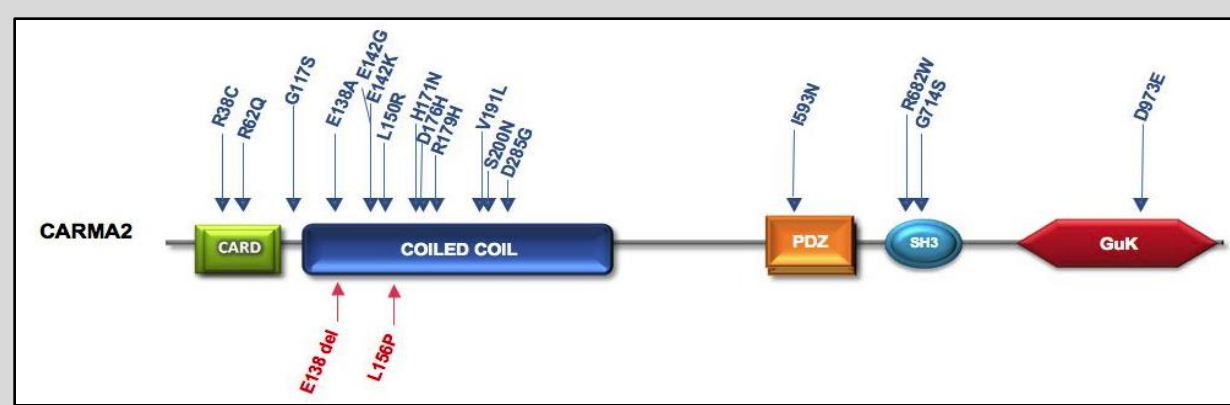 R38C
R62Q
G117S
E138A
E142G
E142K
L150R
H171N
D176H
R179H
V191L
S200N
D285G
I593N
R682W
G714S
D973E
CARMA2
CARD
COILED COIL
PDZ
SH3
GuK
E138 del
L156P